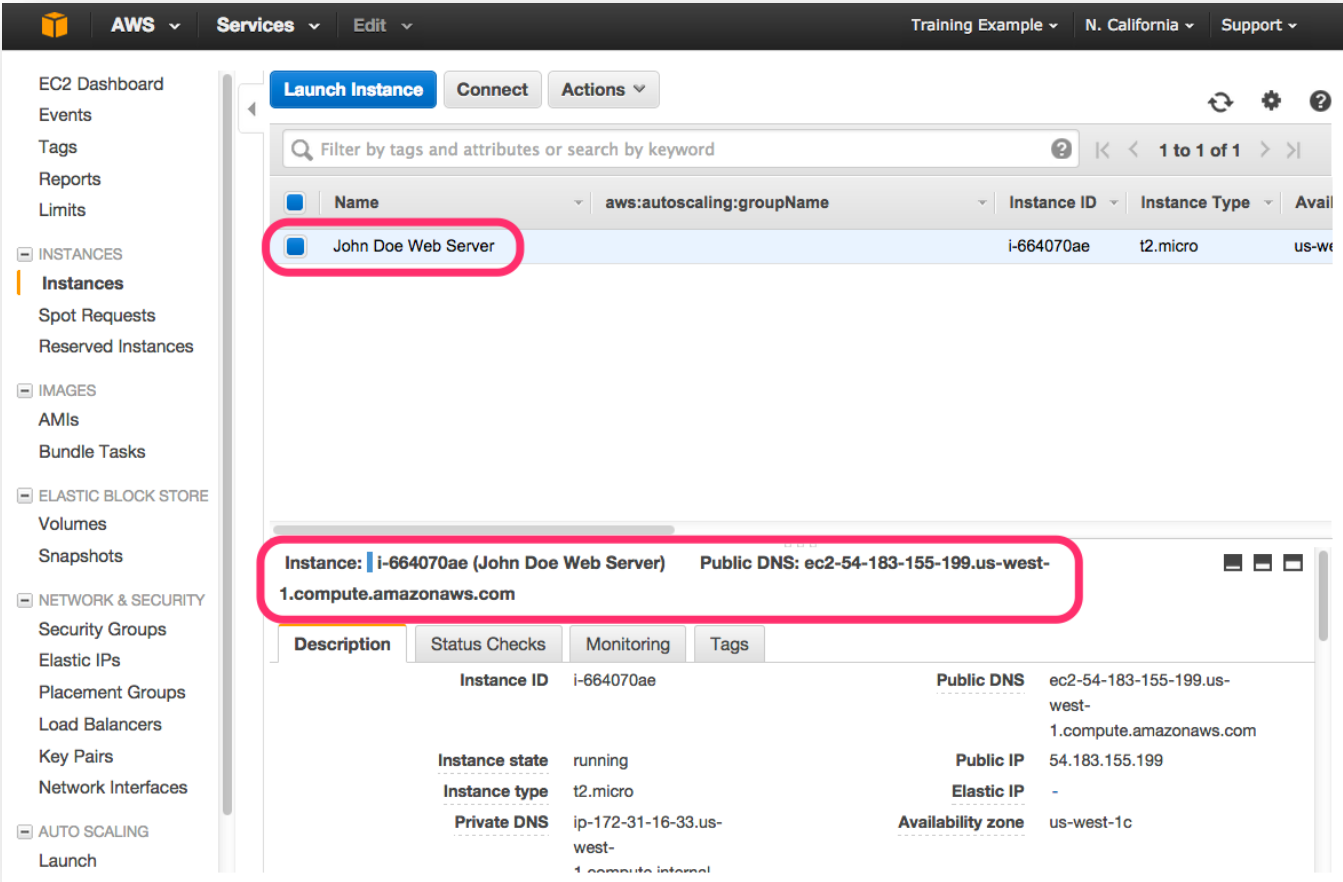 AWS Services Edit Training Example N. California Support
EC2 Dashboard
Events
Tags
Reports
Limits
INSTANCES
Instances
Spot Requests
Reserved Instances
IMAGES
AMIs
Bundle Tasks
ELASTIC BLOCK STORE
Volumes
Snapshots
NETWORK & SECURITY
Security Groups
Elastic IPs
Placement Groups
Load Balancers
Key Pairs
Network Interfaces
AUTO SCALING
Launch
Launch Instance Connect Actions
Filter by tags and attributes or search by keyword 1 to 1 of 1
Name aws:autoscaling:groupName Instance ID Instance Type Avail
John Doe Web Server i-664070ae t2.micro us-we
Instance: i-664070ae (John Doe Web Server) Public DNS: ec2-54-183-155-199.us-west-
1.compute.amazonaws.com
Description Status Checks Monitoring Tags
Instance ID i-664070ae Public DNS ec2-54-183-155-199.us-
west-
1.compute.amazonaws.com
Instance state running Public IP 54.183.155.199
Instance type t2.micro Elastic IP -
Private DNS ip-172-31-16-33.us- Availability zone us-west-1c
west-
1.compute.internal